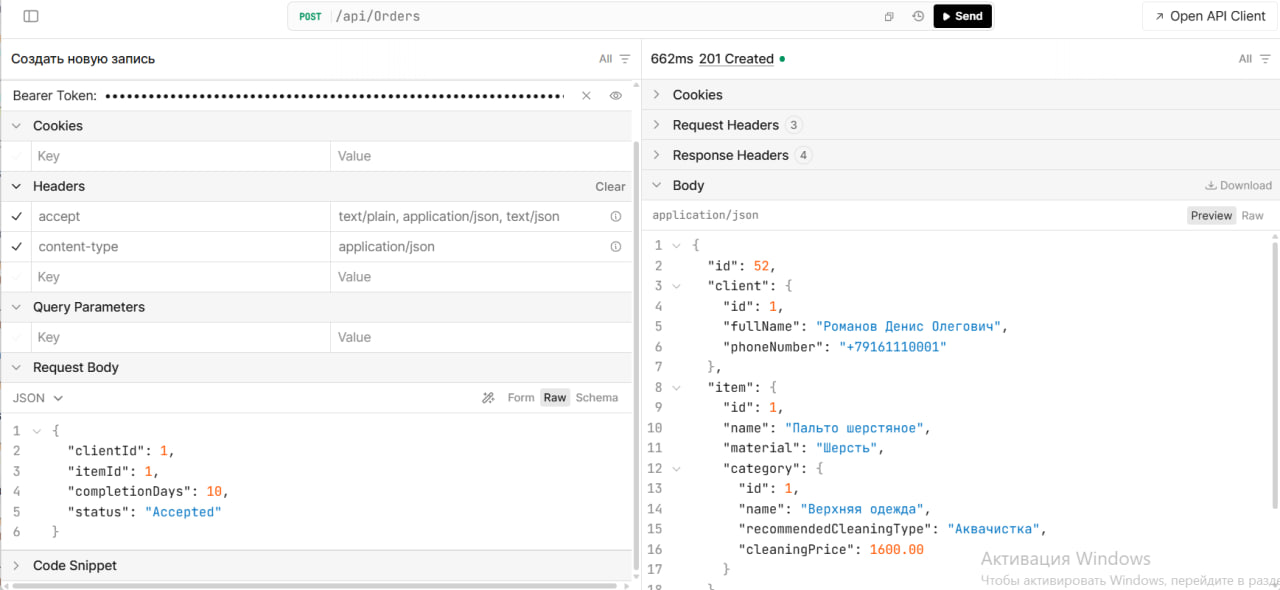 POST /api/Orders Send Open API Client
Создать новую запись All
Bearer Token: ••••••••••••••••••••••••••••••••••••••••••••••••••••••••••••••••
Cookies
Key Value
Headers Clear
accept text/plain, application/json, text/json
content-type application/json
Key Value
Query Parameters
Key Value
Request Body
JSON Form Raw Schema
1 {
2 "clientId": 1,
3 "itemId": 1,
4 "completionDays": 10,
5 "status": "Accepted"
6 }
Code Snippet
662ms 201 Created All
Cookies
Request Headers 3
Response Headers 4
Body Download
application/json Preview Raw
1 {
2 "id": 52,
3 "client": {
4 "id": 1,
5 "fullName": "Романов Денис Олегович",
6 "phoneNumber": "+79161110001"
7 },
8 "item": {
9 "id": 1,
10 "name": "Пальто шерстяное",
11 "material": "Шерсть",
12 "category": {
13 "id": 1,
14 "name": "Верхняя одежда",
15 "recommendedCleaningType": "Аквачистка",
16 "cleaningPrice": 1600.00
17 }
18 }
Активация Windows
Чтобы активировать Windows, перейдите в